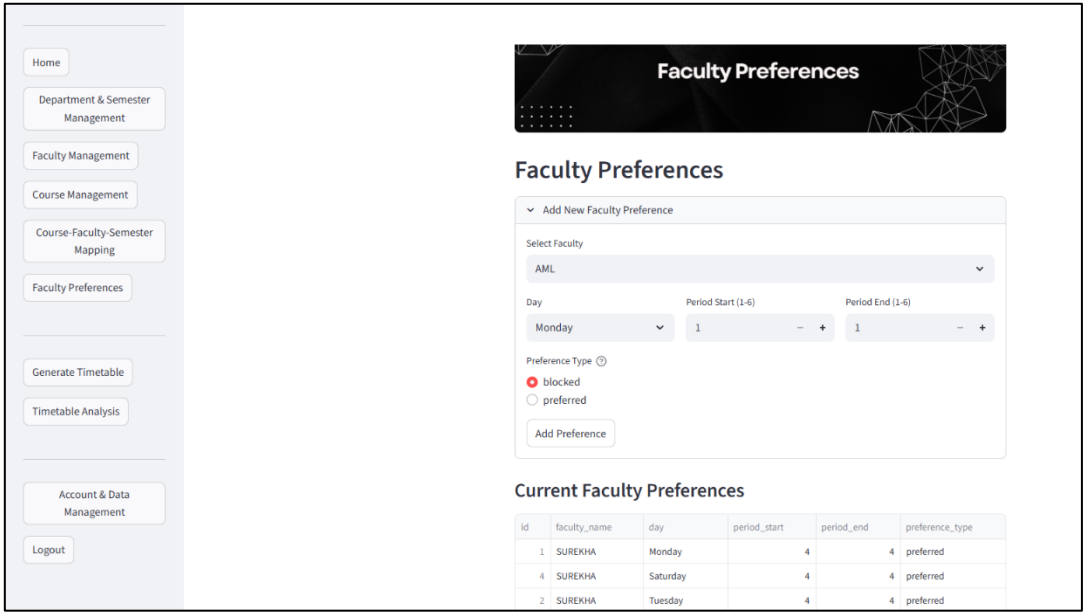 Home
Department & Semester
Management
Faculty Management
Course Management
Course-Faculty-Semester
Mapping
Faculty Preferences
Generate Timetable
Timetable Analysis
Account & Data
Management
Logout
Faculty Preferences
Faculty Preferences
Add New Faculty Preference
Select Faculty
AML
Day Period Start (1-6) Period End (1-6)
Monday 1 − + 1 − +
Preference Type ?
blocked
preferred
Add Preference
Current Faculty Preferences
id faculty_name day period_start period_end preference_type
1 SUREKHA Monday 4 4 preferred
4 SUREKHA Saturday 4 4 preferred
2 SUREKHA Tuesday 4 4 preferred